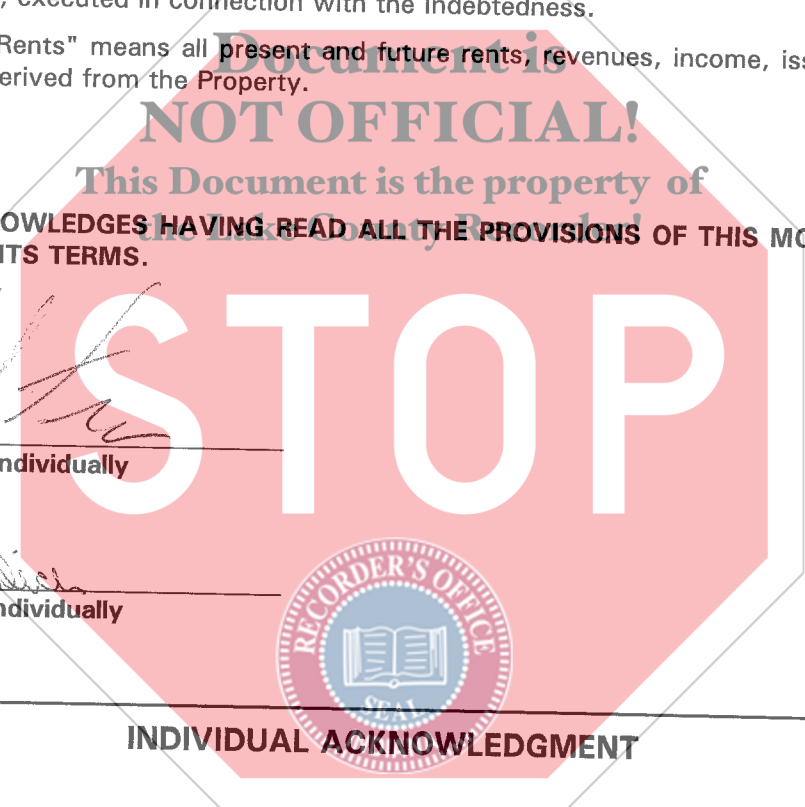 , executed in connection with the Indebtedness.
Rents" means all present and future rents, revenues, income, iss
erived from the Property.
Document is
NOT OFFICIAL!
This Document is the property of
the Lake County Recorder!
OWLEDGES HAVING READ ALL THE PROVISIONS OF THIS MO
ITS TERMS.
STOP
ndividually
ndividually
RECORDER'S OFFICE
SEAL
INDIVIDUAL ACKNOWLEDGMENT